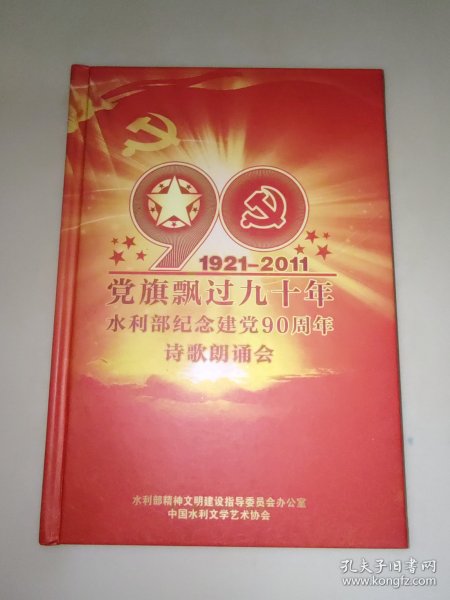 90
1921-2011
党旗飘过九十年
水利部纪念建党90周年
诗歌朗诵会
水利部精神文明建设指导委员会办公室
中国水利文学艺术协会
孔夫子旧书网
www.kongfz.com